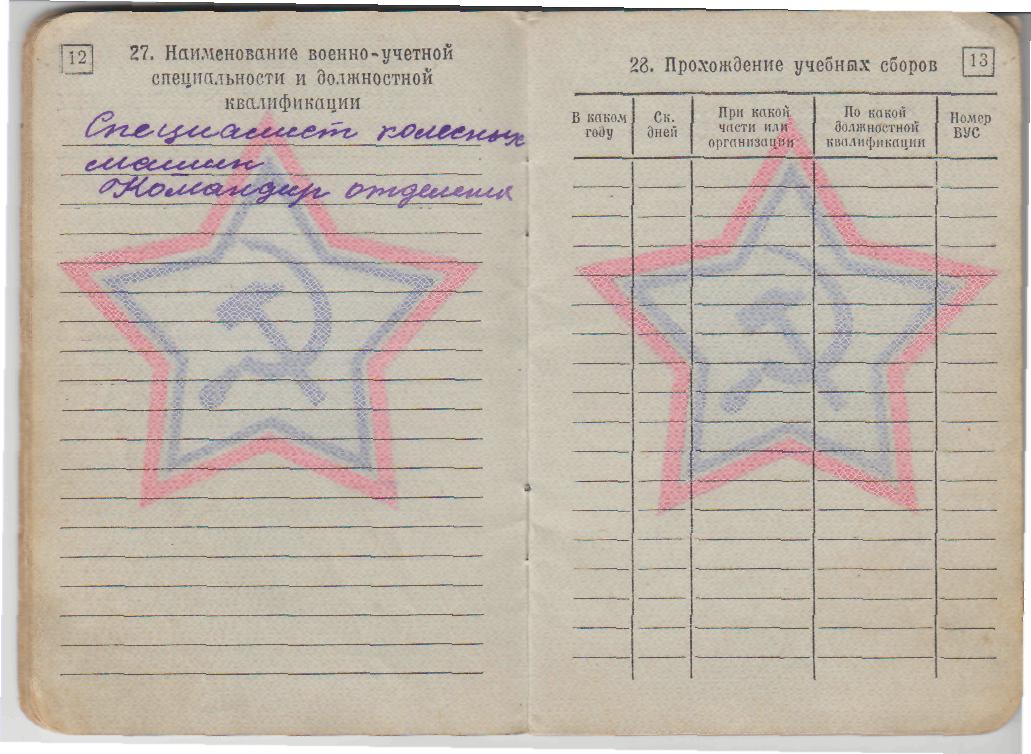 12
27. Наименование военно-учетной
специальности и должностной
квалификации
Специалист колесных
машин
Командир отделения
28. Прохождение учебных сборов
13
В каком
году
Ск.
дней
При какой
части или
организации
По какой
должностной
квалификации
Номер
ВУС